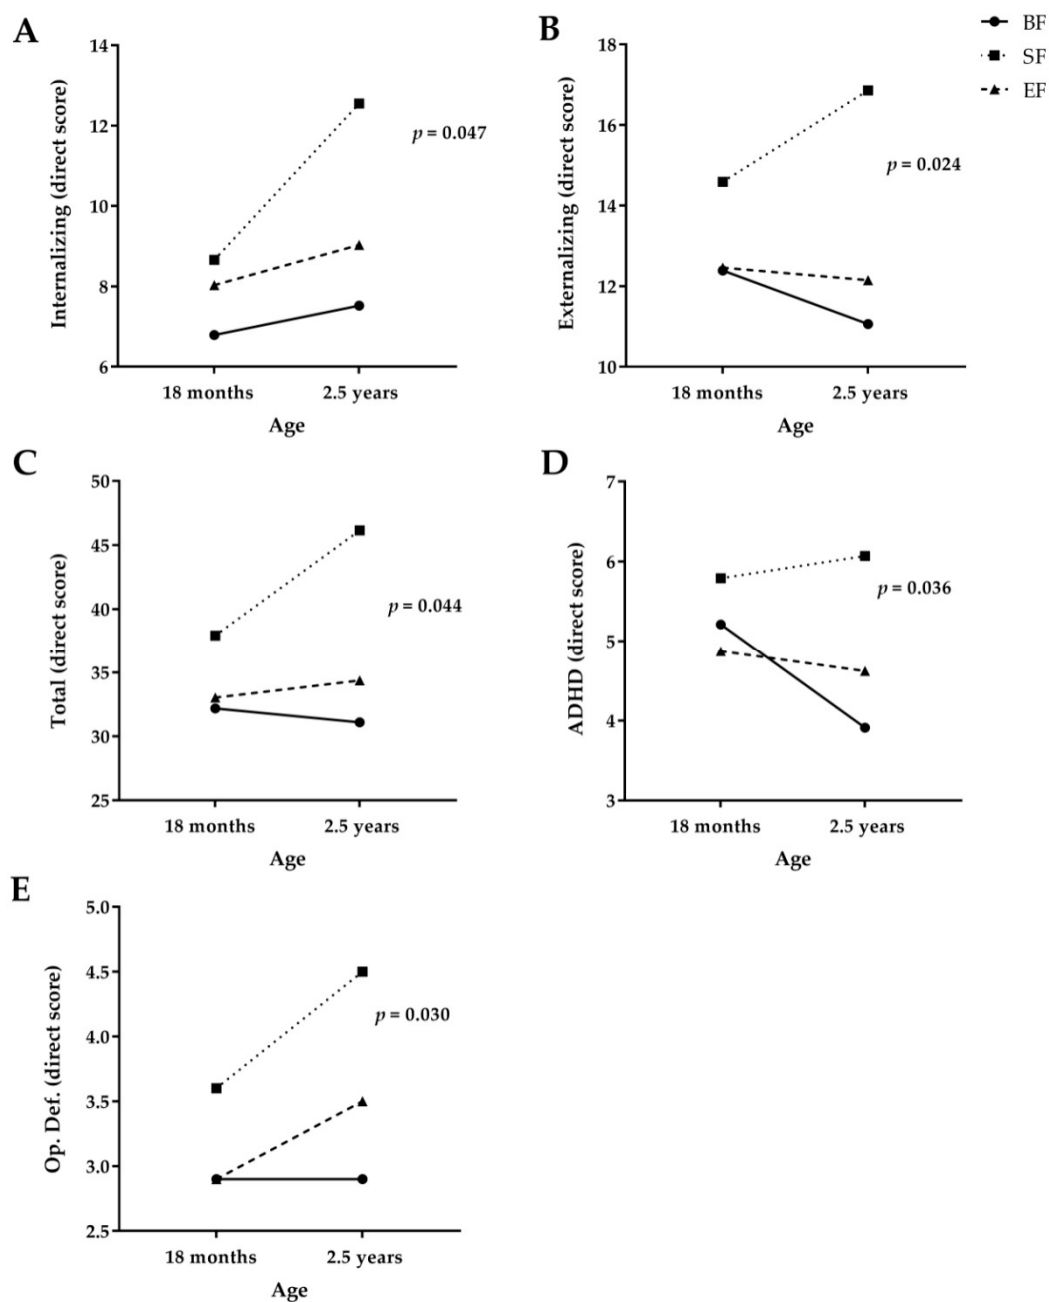 A
Internalizing (direct score)
14
12
10
8
6
p = 0.047
18 months
2.5 years
Age
B
Externalizing (direct score)
18
16
14
12
10
p = 0.024
18 months
2.5 years
Age
BF
SF
EF
C
Total (direct score)
50
45
40
35
30
25
p = 0.044
18 months
2.5 years
Age
D
ADHD (direct score)
7
6
5
4
3
p = 0.036
18 months
2.5 years
Age
E
Op. Def. (direct score)
5.0
4.5
4.0
3.5
3.0
2.5
p = 0.030
18 months
2.5 years
Age